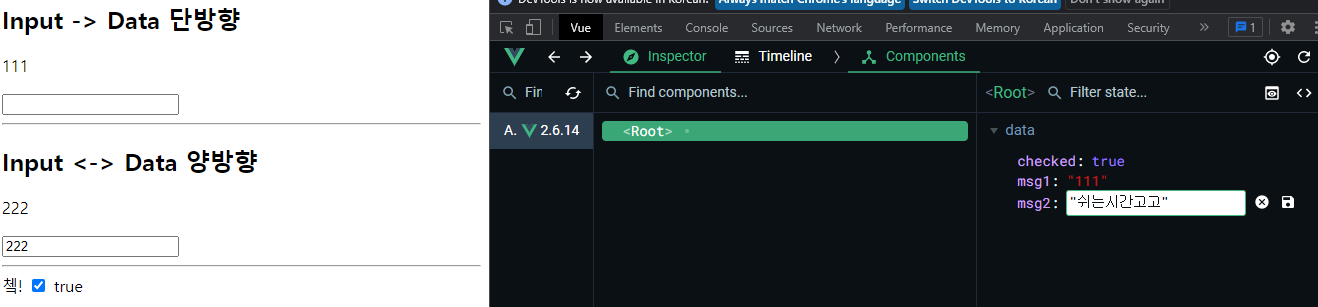 Input -> Data 단방향
111
Input <-> Data 양방향
222
222
첵! true
DevTools is now available in Korean! Always match Chrome's language Switch DevTools to Korean Don't show again
Vue Elements Console Sources Network Performance Memory Application Security » 1
Inspector Timeline Components
Fin Find components... <Root> Filter state...
A. 2.6.14 <Root> data
checked: true
msg1: "111"
msg2: "쉬는시간고고"